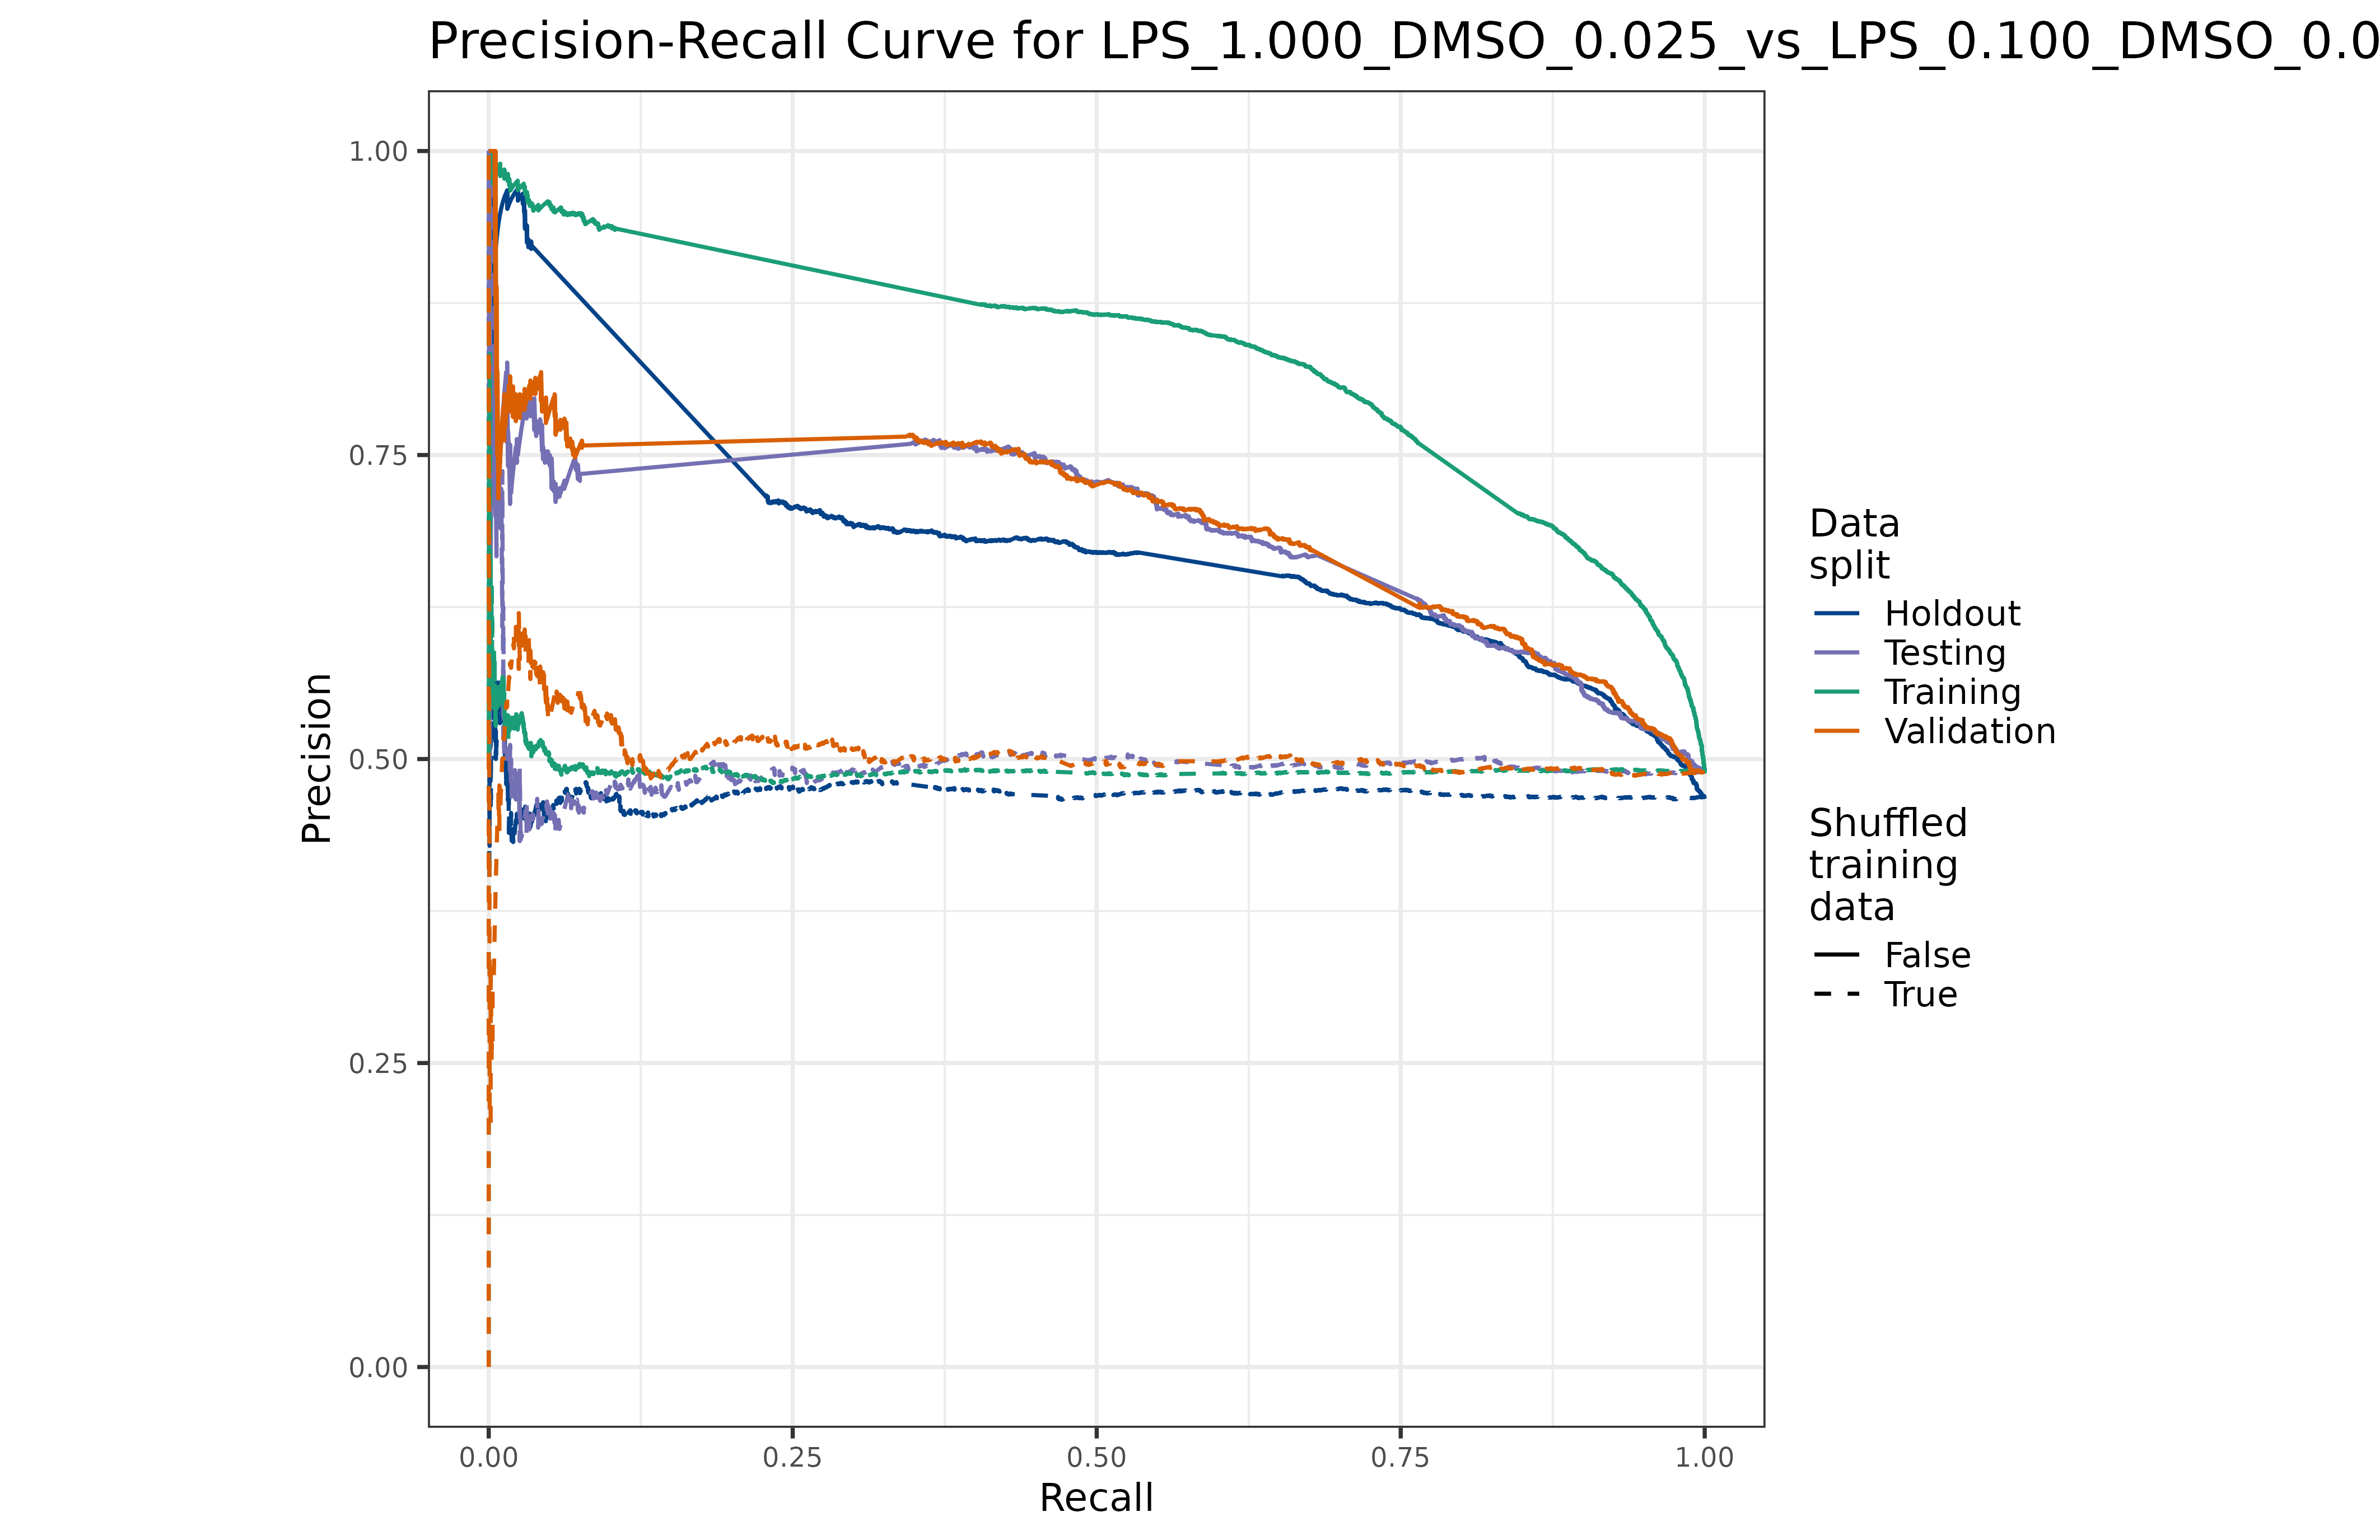 Precision-Recall Curve for LPS_1.000_DMSO_0.025_vs_LPS_0.100_DMSO_0.0
1.00
0.75
0.50
0.25
0.00
Precision
0.00 0.25 0.50 0.75 1.00
Recall
Data
split
Holdout
Testing
Training
Validation
Shuffled
training
data
False
True